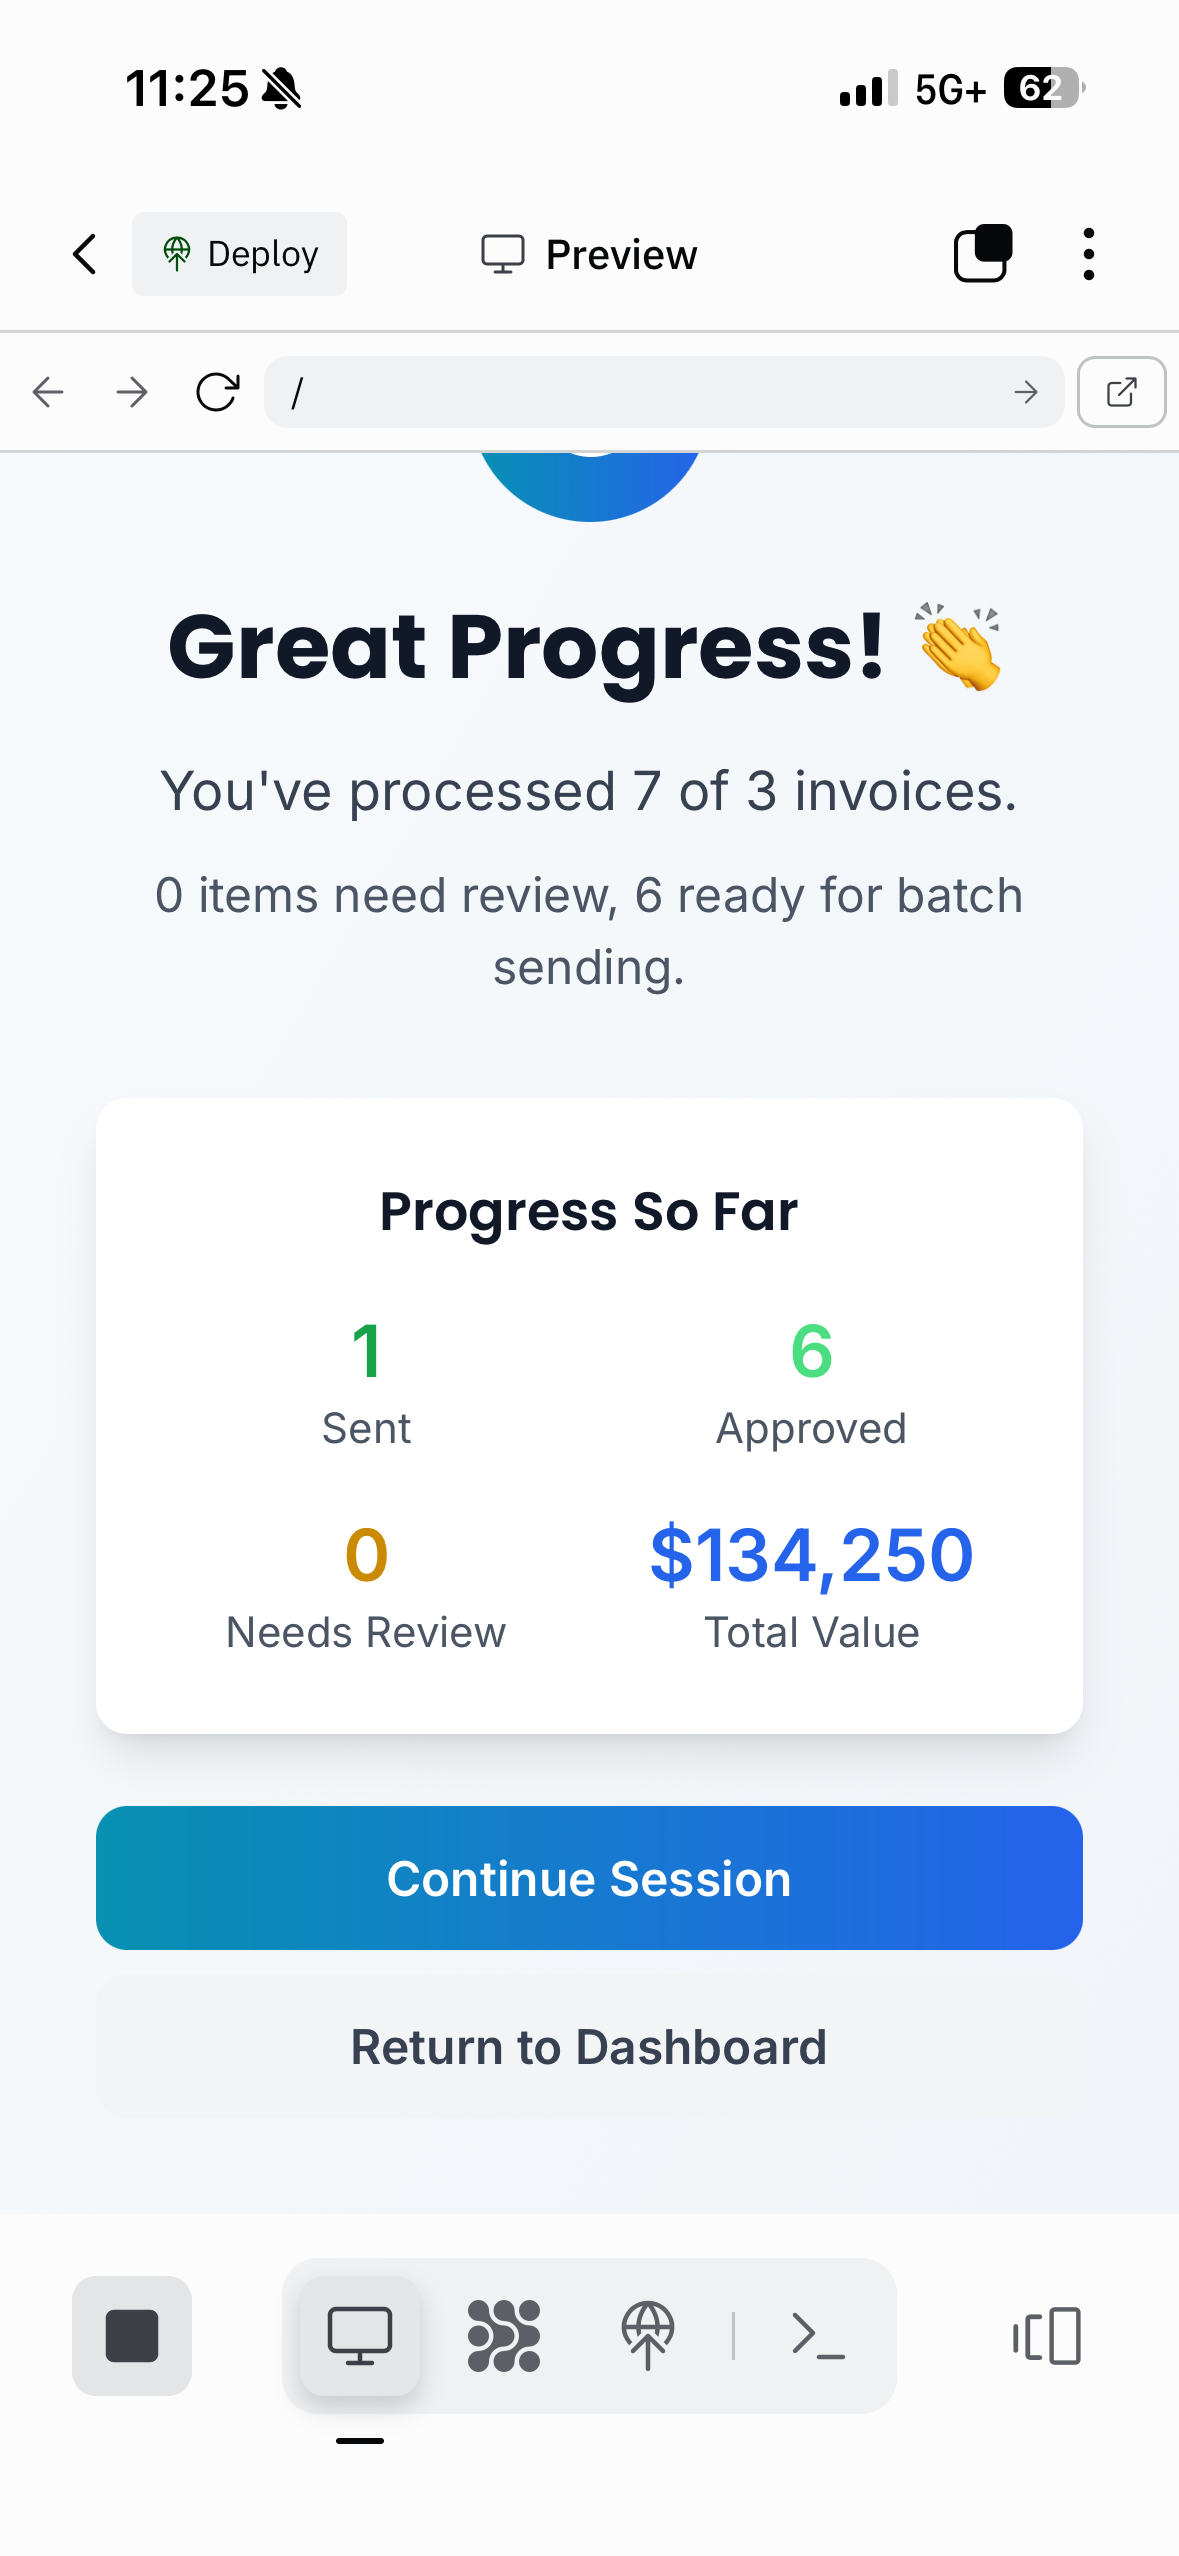 11:25
5G+
62
Deploy
Preview
/
Great Progress! 👏
You've processed 7 of 3 invoices.
0 items need review, 6 ready for batch
sending.
Progress So Far
1
Sent
6
Approved
0
Needs Review
$134,250
Total Value
Continue Session
Return to Dashboard